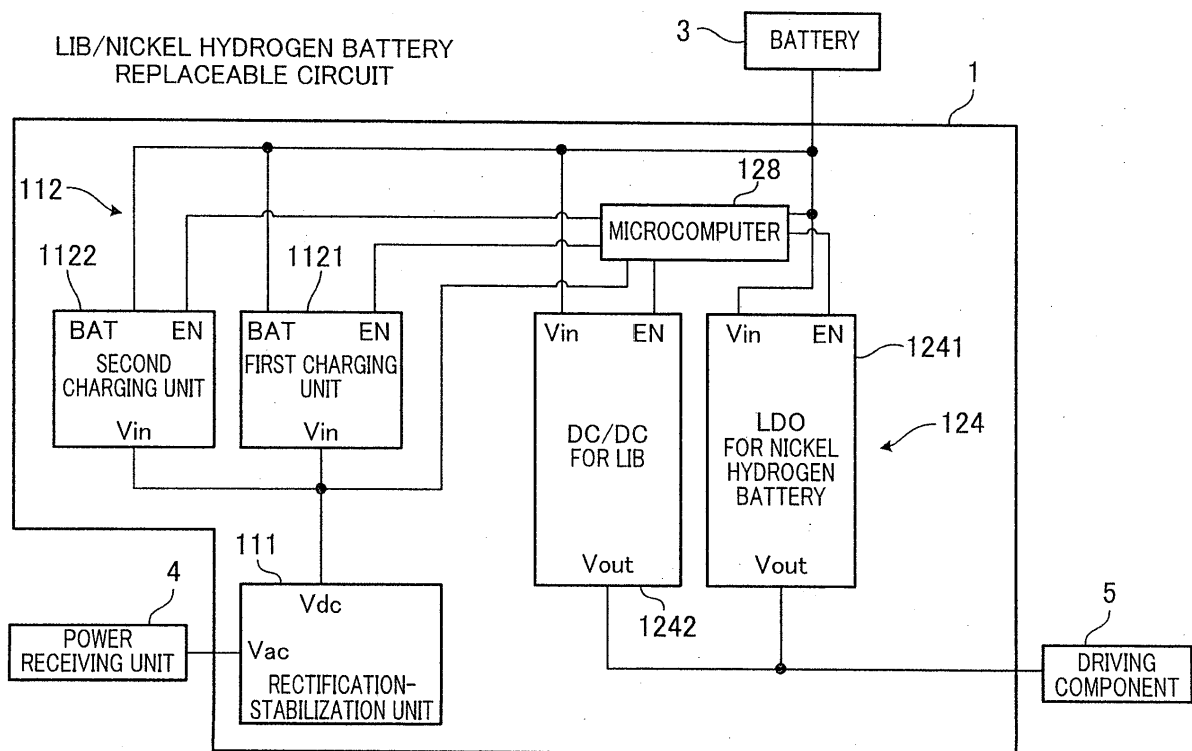 LIB/NICKEL HYDROGEN BATTERY
REPLACEABLE CIRCUIT
3
BATTERY
1
112
128
MICROCOMPUTER
1122
1121
BAT EN
SECOND
CHARGING UNIT
Vin
BAT EN
FIRST CHARGING
UNIT
Vin
Vin EN
DC/DC
FOR LIB
Vout
1242
Vin EN
1241
LDO
FOR NICKEL
HYDROGEN
BATTERY
124
Vout
111
Vdc
Vac
RECTIFICATION-
STABILIZATION UNIT
4
POWER
RECEIVING UNIT
5
DRIVING
COMPONENT